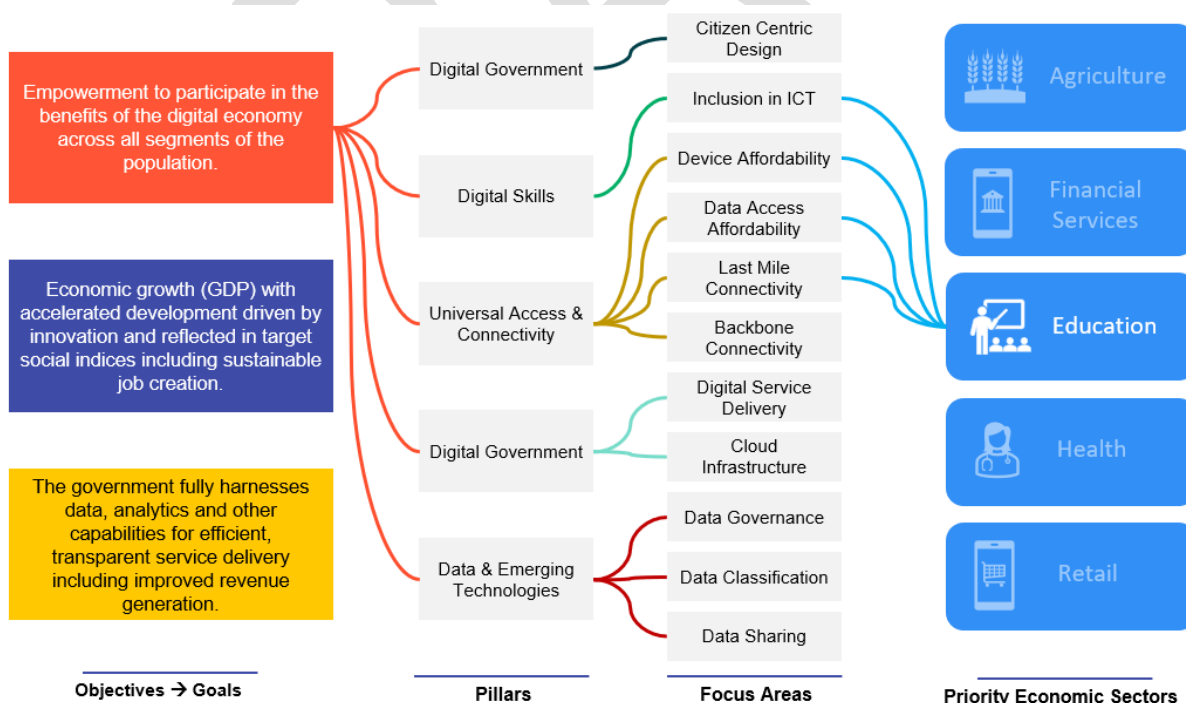 Empowerment to participate in the
benefits of the digital economy
across all segments of the
population.
Economic growth (GDP) with
accelerated development driven by
innovation and reflected in target
social indices including sustainable
job creation.
The government fully harnesses
data, analytics and other
capabilities for efficient,
transparent service delivery
including improved revenue
generation.
Objectives → Goals
Digital Government
Digital Skills
Universal Access &
Connectivity
Digital Government
Data & Emerging
Technologies
Pillars
Citizen Centric
Design
Inclusion in ICT
Device Affordability
Data Access
Affordability
Last Mile
Connectivity
Backbone
Connectivity
Digital Service
Delivery
Cloud
Infrastructure
Data Governance
Data Classification
Data Sharing
Focus Areas
Agriculture
Financial
Services
Education
Health
Retail
Priority Economic Sectors